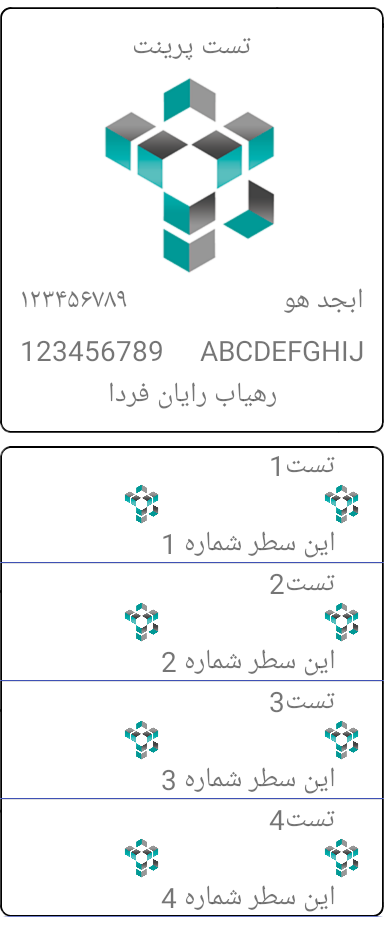 تست پرینت
ابجد هو ۱۲۳۴۵۶۷۸۹
123456789 ABCDEFGHIJ
رهیاب رایان فردا
تست1
این سطر شماره 1
تست2
این سطر شماره 2
تست3
این سطر شماره 3
تست4
این سطر شماره 4